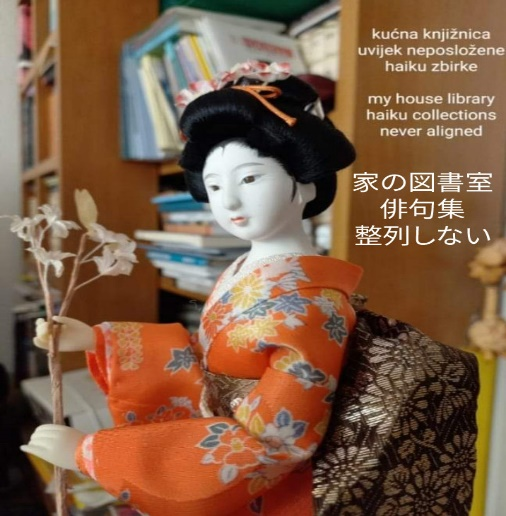 kućna knjižnica
uvijek neposložene
haiku zbirke
my house library
haiku collections
never aligned
家の図書室
俳句集
整列しない